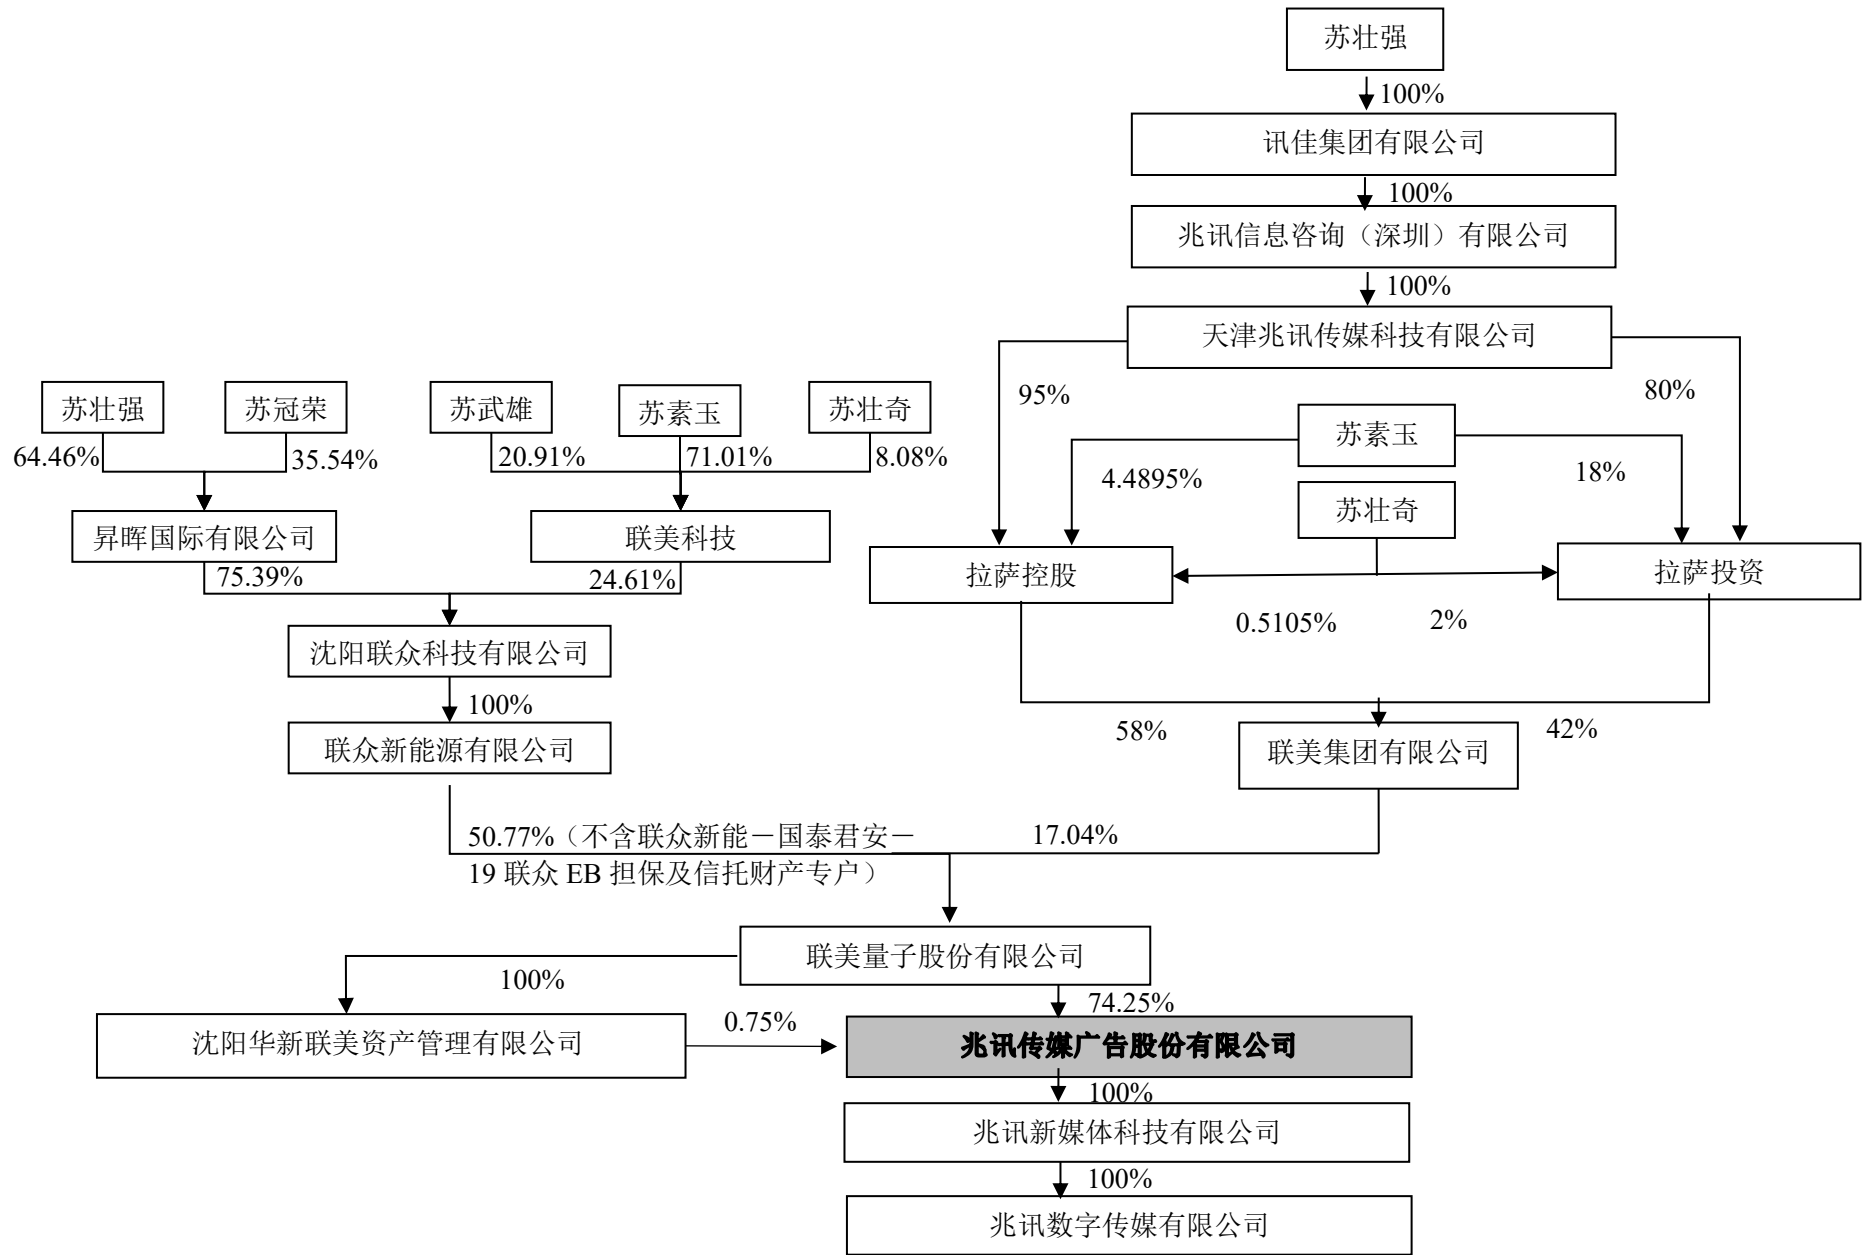 苏壮强
100%
讯佳集团有限公司
100%
兆讯信息咨询（深圳）有限公司
100%
天津兆讯传媒科技有限公司
95%
80%
苏壮强
苏冠荣
苏武雄
苏素玉
苏壮奇
64.46%
35.54%
20.91%
71.01%
8.08%
苏素玉
4.4895%
18%
苏壮奇
昇晖国际有限公司
联美科技
拉萨控股
拉萨投资
75.39%
24.61%
0.5105%
2%
沈阳联众科技有限公司
100%
58%
42%
联众新能源有限公司
联美集团有限公司
50.77%（不含联众新能－国泰君安－
19 联众 EB 担保及信托财产专户）
17.04%
联美量子股份有限公司
100%
74.25%
沈阳华新联美资产管理有限公司
0.75%
兆讯传媒广告股份有限公司
100%
兆讯新媒体科技有限公司
100%
兆讯数字传媒有限公司